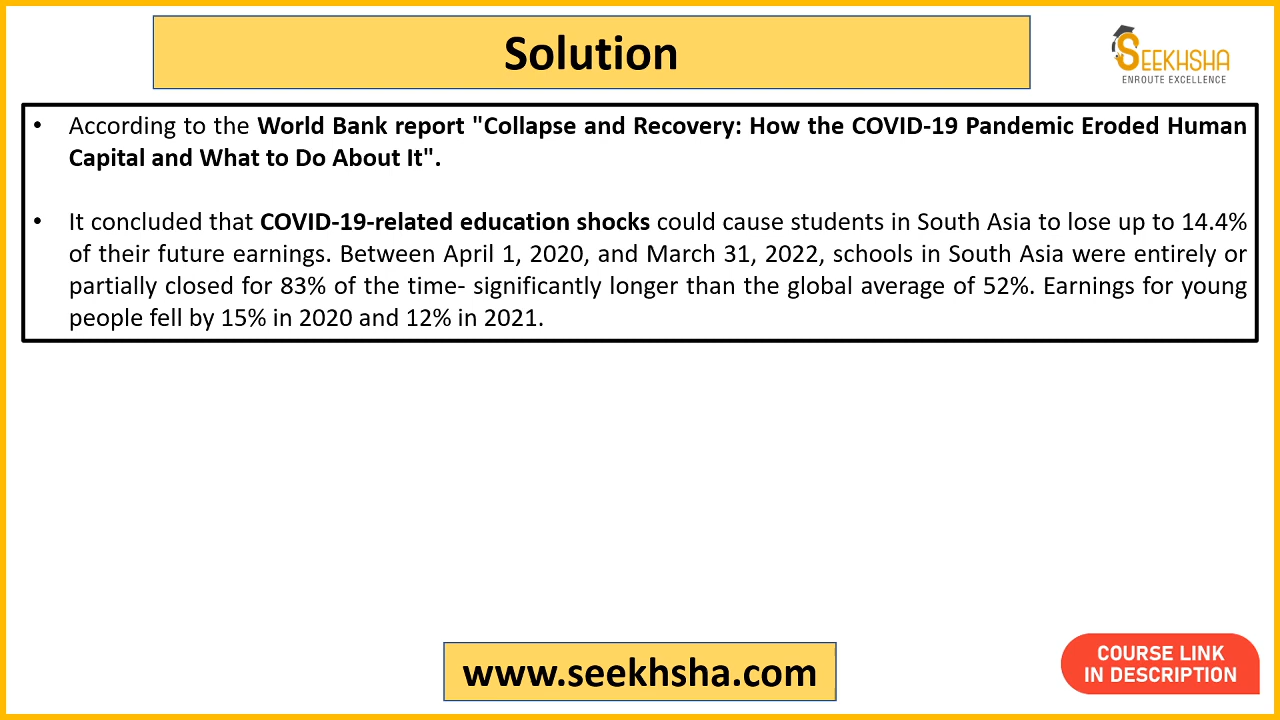 Solution
SEEKHSHA
ENROUTE EXCELLENCE
• According to the World Bank report "Collapse and Recovery: How the COVID-19 Pandemic Eroded Human
Capital and What to Do About It".
• It concluded that COVID-19-related education shocks could cause students in South Asia to lose up to 14.4%
of their future earnings. Between April 1, 2020, and March 31, 2022, schools in South Asia were entirely or
partially closed for 83% of the time- significantly longer than the global average of 52%. Earnings for young
people fell by 15% in 2020 and 12% in 2021.
www.seekhsha.com
COURSE LINK
IN DESCRIPTION